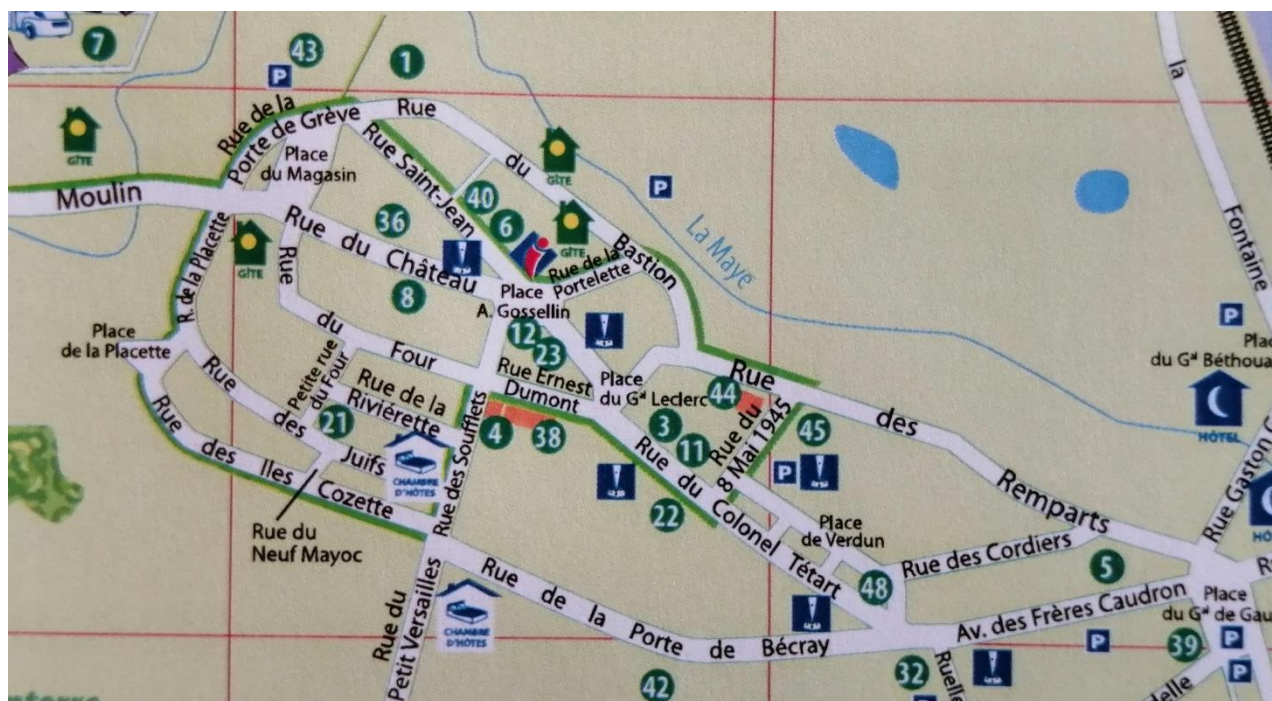 7
43
P
1
la
GÎTE
Rue de la
Porte de Grève
Rue
du
Bastion
GÎTE
Place
du Magasin
Rue Saint-Jean
P
Moulin
40
6
36
GÎTE
La Maye
Fontaine
R. de la Placette
GÎTE
Rue du Château
Rue de la
Portelette
8
Place
A. Gossellin
P
Place
de la Placette
Rue
du
Four
12
23
Rue Ernest
Dumont
Place
du Gal Leclerc
44
Rue
des
Remparts
du Gal Béthoua
HÔTEL
Petite rue
du Four
Rue de la
Riviérette
Rue
des
Juifs
21
CHAMBRE
D'HÔTES
Rue des Soufflets
4
38
3
11
Rue du
8 Mai 1945
45
P
Rue
des Iles
Cozette
22
Rue du Colonel Tétart
Rue du
Neuf Mayoc
Place
de Verdun
Rue des Cordiers
Rue Gaston
48
5
Rue du
Petit Versailles
CHAMBRE
D'HÔTES
Rue de la Porte de Bécray
Av. des Frères Caudron
Place
du Gal de Gau
P
39
P
P
42
32
Ruelle
elle